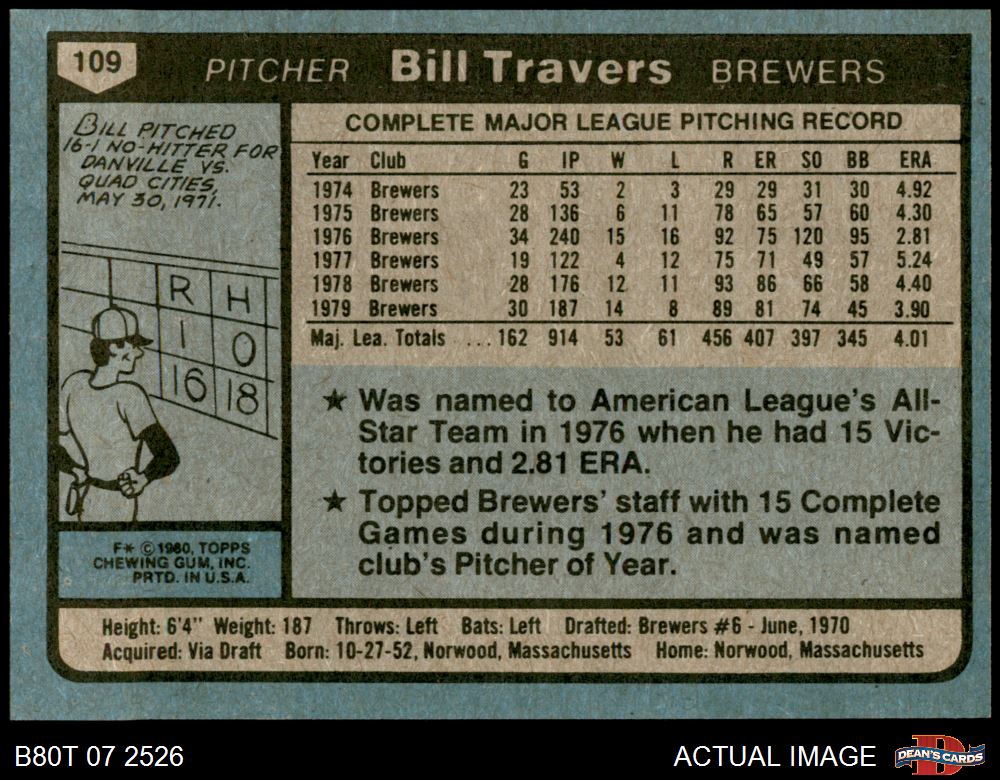 109 PITCHER Bill Travers BREWERS
BILL PITCHED
16-1 NO-HITTER FOR
DANVILLE VS.
QUAD CITIES,
MAY 30, 1971.
R H
1 0
16 18
F* © 1980, TOPPS
CHEWING GUM, INC.
PRTD. IN U.S.A.
COMPLETE MAJOR LEAGUE PITCHING RECORD
Year Club G IP W L R ER SO BB ERA
1974 Brewers 23 53 2 3 29 29 31 30 4.92
1975 Brewers 28 136 6 11 78 65 57 60 4.30
1976 Brewers 34 240 15 16 92 75 120 95 2.81
1977 Brewers 19 122 4 12 75 71 49 57 5.24
1978 Brewers 28 176 12 11 93 86 66 58 4.40
1979 Brewers 30 187 14 8 89 81 74 45 3.90
Maj. Lea. Totals ... 162 914 53 61 456 407 397 345 4.01
★ Was named to American League's All-
Star Team in 1976 when he had 15 Vic-
tories and 2.81 ERA.
★ Topped Brewers' staff with 15 Complete
Games during 1976 and was named
club's Pitcher of Year.
Height: 6'4" Weight: 187 Throws: Left Bats: Left Drafted: Brewers #6 - June, 1970
Acquired: Via Draft Born: 10-27-52, Norwood, Massachusetts Home: Norwood, Massachusetts
B80T 07 2526 ACTUAL IMAGE DEAN'S CARDS